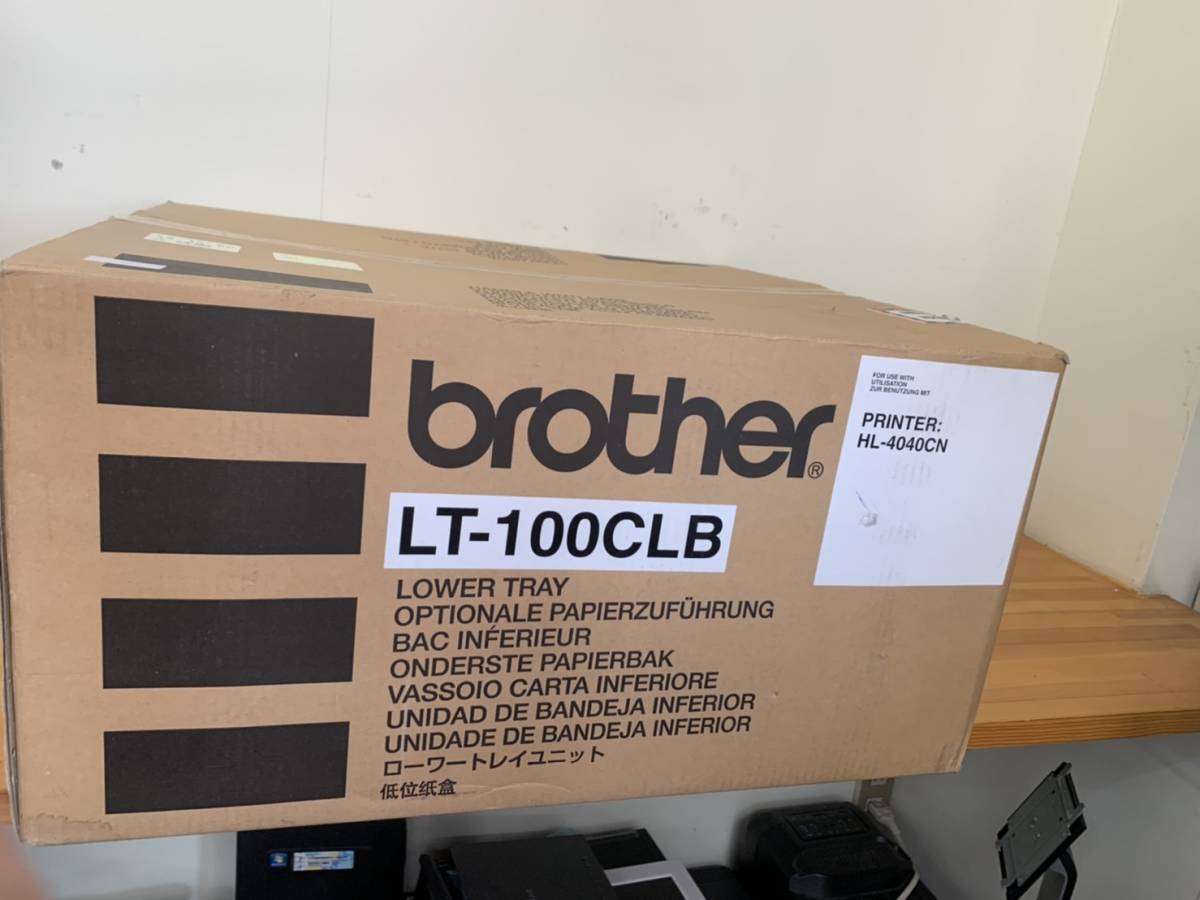 brother®
LT-100CLB
LOWER TRAY
OPTIONALE PAPIERZUFÜHRUNG
BAC INFÉRIEUR
ONDERSTE PAPIERBAK
VASSOIO CARTA INFERIORE
UNIDAD DE BANDEJA INFERIOR
UNIDADE DE BANDEJA INFERIOR
ローワートレイユニット
低位纸盒
FOR USE WITH
UTILISATION
ZUR BENUTZUNG MIT
PRINTER:
HL-4040CN